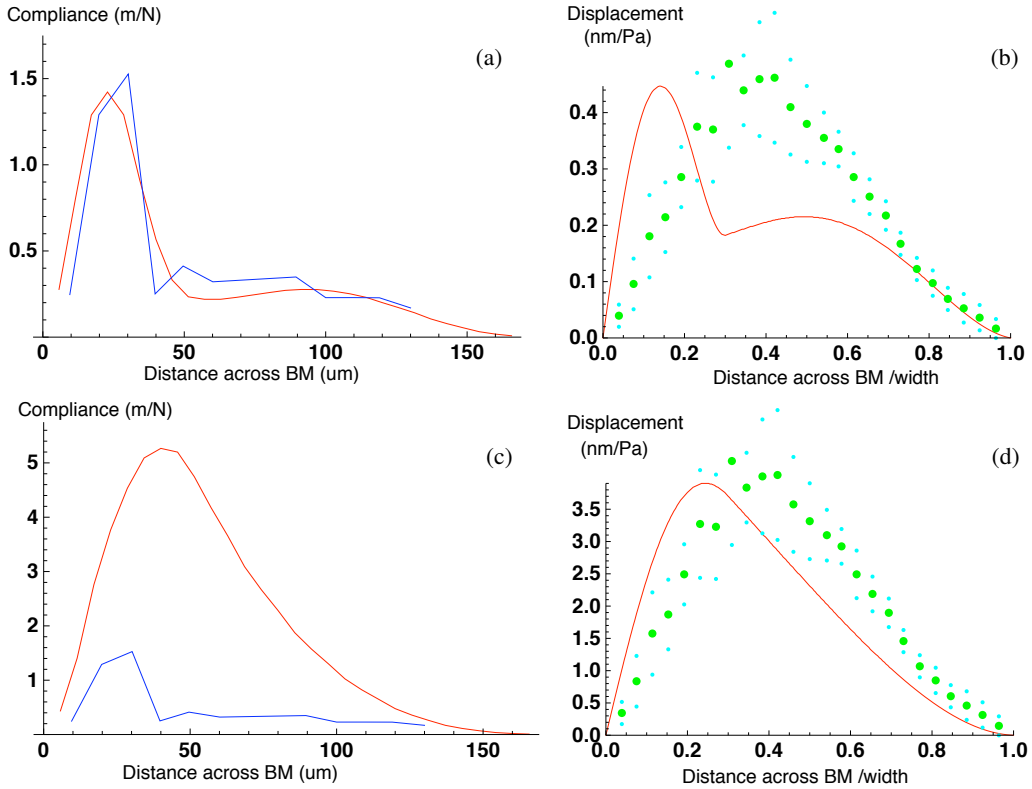 Compliance (m/N)
(a)
1.5
1.0
0.5
0
50
100
150
Distance across BM (um)
Displacement
(nm/Pa)
(b)
0.4
0.3
0.2
0.1
0.0
0.0
0.2
0.4
0.6
0.8
1.0
Distance across BM /width
Compliance (m/N)
(c)
5
4
3
2
1
0
50
100
150
Distance across BM (um)
Displacement
(nm/Pa)
(d)
3.5
3.0
2.5
2.0
1.5
1.0
0.5
0.0
0.0
0.2
0.4
0.6
0.8
1.0
Distance across BM /width